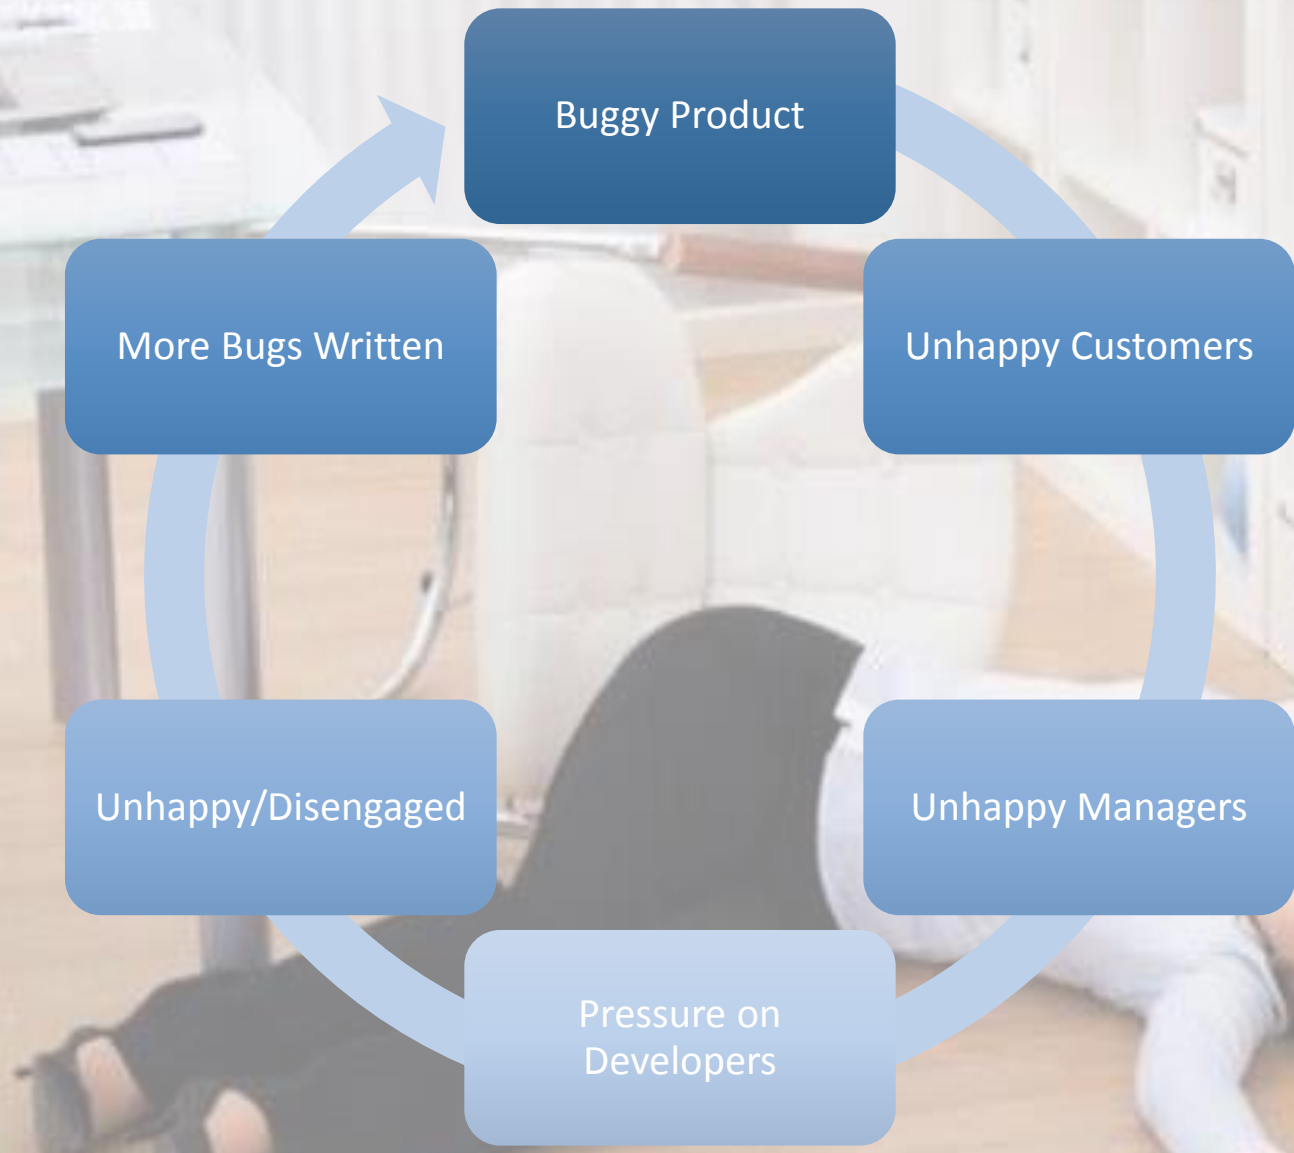 Buggy Product
Unhappy Customers
Unhappy Managers
Pressure on
Developers
Unhappy/Disengaged
More Bugs Written